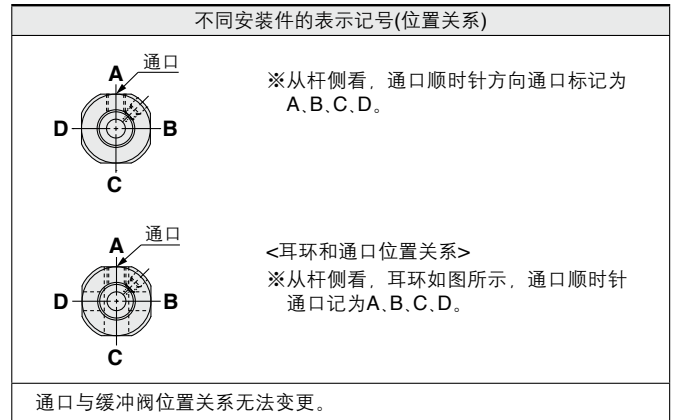 不同安装件的表示记号(位置关系)
通口
A
D
B
C
※从杆侧看，通口顺时针方向通口标记为
A、B、C、D。
通口
A
D
B
C
<耳环和通口位置关系>
※从杆侧看，耳环如图所示，通口顺时针
通口记为A、B、C、D。
通口与缓冲阀位置关系无法变更。